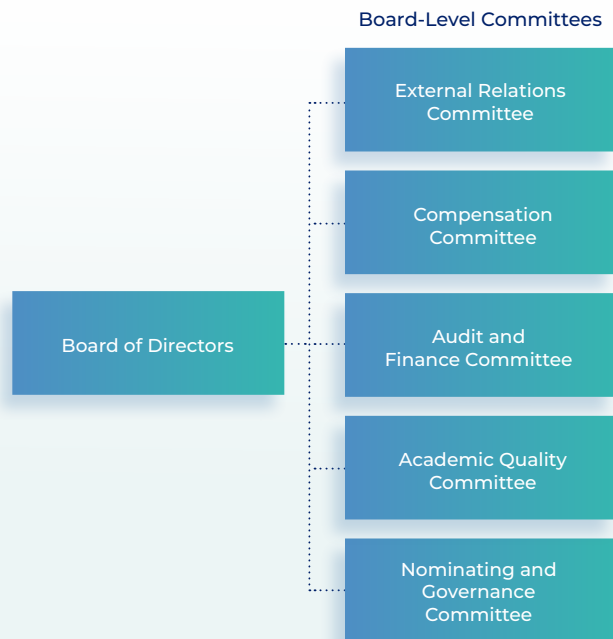 Board-Level Committees
External Relations
Committee
Compensation
Committee
Board of Directors
Audit and
Finance Committee
Academic Quality
Committee
Nominating and
Governance
Committee